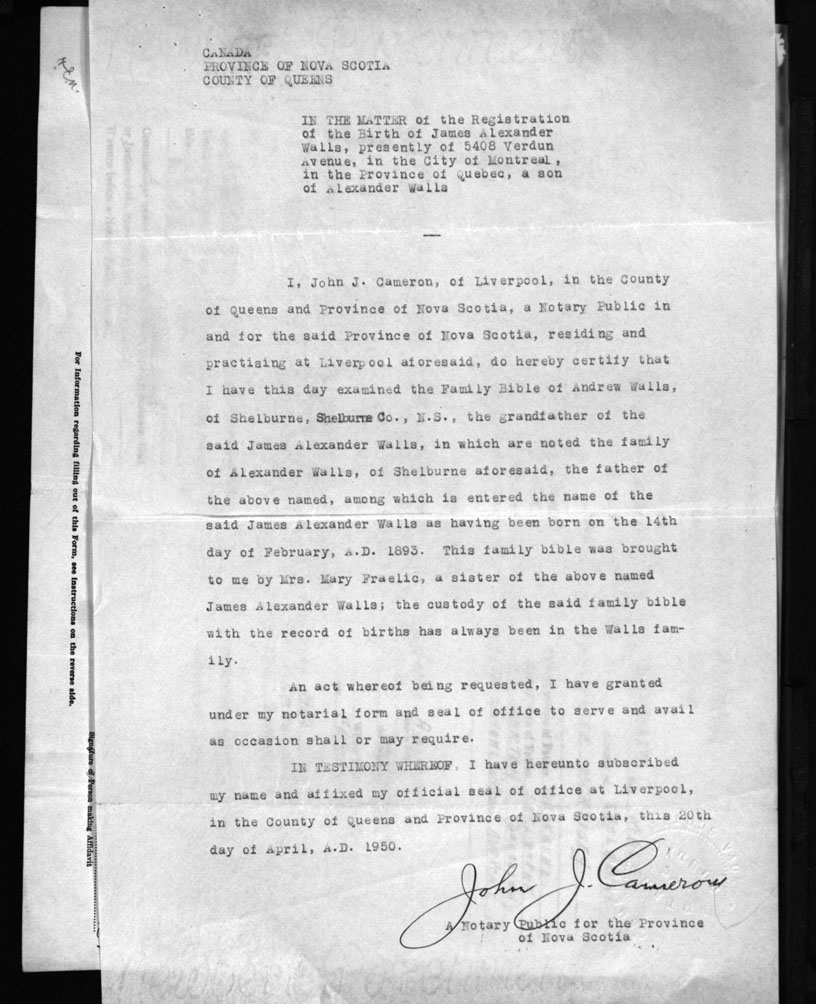 CANADA
PROVINCE OF NOVA SCOTIA
COUNTY OF QUEENS
IN THE MATTER of the Registration
of the Birth of James Alexander
Walls, presently of 5408 Verdun
Avenue, in the City of Montreal,
in the Province of Quebec, a son
of Alexander Walls
I, John J. Cameron, of Liverpool, in the County
of Queens and Province of Nova Scotia, a Notary Public in
and for the said Province of Nova Scotia, residing and
practising at Liverpool aforesaid, do hereby certify that
I have this day examined the Family Bible of Andrew Walls,
of Shelburne, Shelburne Co., N.S., the grandfather of the
said James Alexander Walls, in which are noted the family
of Alexander Walls, of Shelburne aforesaid, the father of
the above named, among which is entered the name of the
said James Alexander Walls as having been born on the 14th
day of February, A.D. 1893. This family bible was brought
to me by Mrs. Mary Fraelic, a sister of the above named
James Alexander Walls; the custody of the said family bible
with the record of births has always been in the Walls fam-
ily.
An act whereof being requested, I have granted
under my notarial form and seal of office to serve and avail
as occasion shall or may require.
IN TESTIMONY WHEREOF, I have hereunto subscribed
my name and affixed my official seal of office at Liverpool,
in the County of Queens and Province of Nova Scotia, this 20th
day of April, A.D. 1950.
John J. Cameron
A Notary Public for the Province
of Nova Scotia
For Information regarding filling out of this Form, see Instructions on the reverse side.
Signature of Person making Affidavit